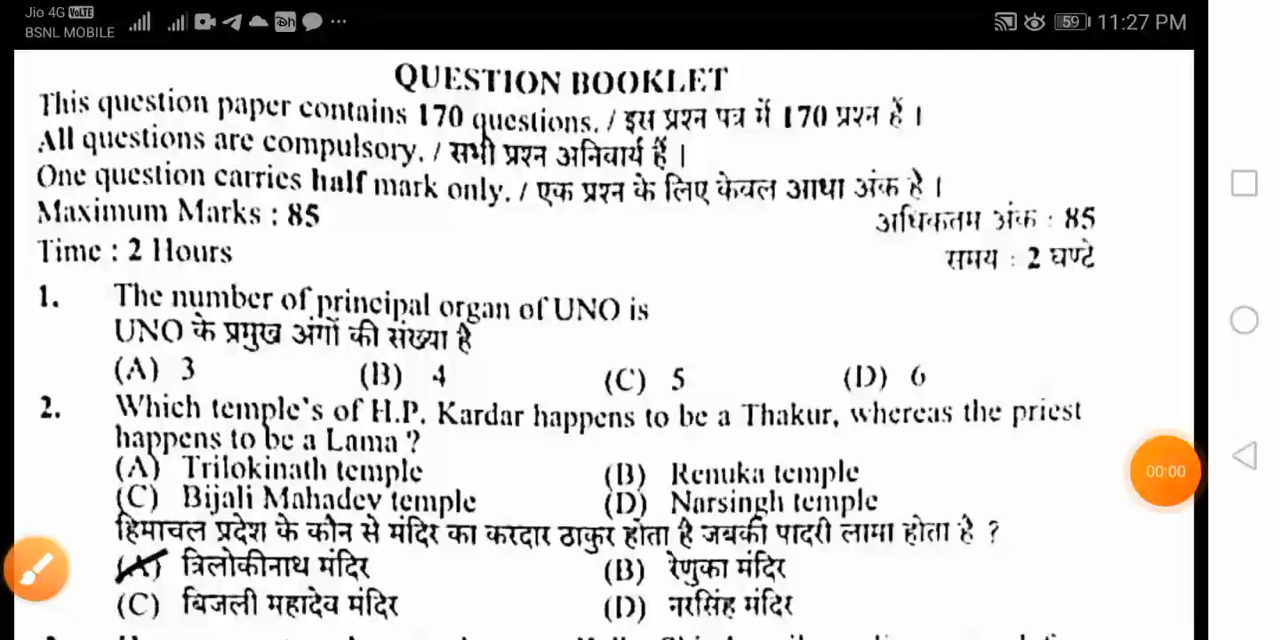 Jio 4G VoLTE
BSNL MOBILE
59 11:27 PM
QUESTION BOOKLET
This question paper contains 170 questions. / इस प्रश्न पत्र में 170 प्रश्न हैं ।
All questions are compulsory. / सभी प्रश्न अनिवार्य हैं ।
One question carries half mark only. / एक प्रश्न के लिए केवल आधा अंक है ।
Maximum Marks : 85 अधिकतम अंक : 85
Time : 2 Hours समय : 2 घण्टे
1. The number of principal organ of UNO is
UNO के प्रमुख अंगों की संख्या है
(A) 3 (B) 4 (C) 5 (D) 6
2. Which temple's of H.P. Kardar happens to be a Thakur, whereas the priest
happens to be a Lama ?
(A) Trilokinath temple (B) Renuka temple
(C) Bijali Mahadev temple (D) Narsingh temple
00:00
हिमाचल प्रदेश के कौन से मंदिर का करदार ठाकुर होता है जबकी पादरी लामा होता है ?
(A) त्रिलोकीनाथ मंदिर (B) रेणुका मंदिर
(C) बिजली महादेव मंदिर (D) नरसिंह मंदिर